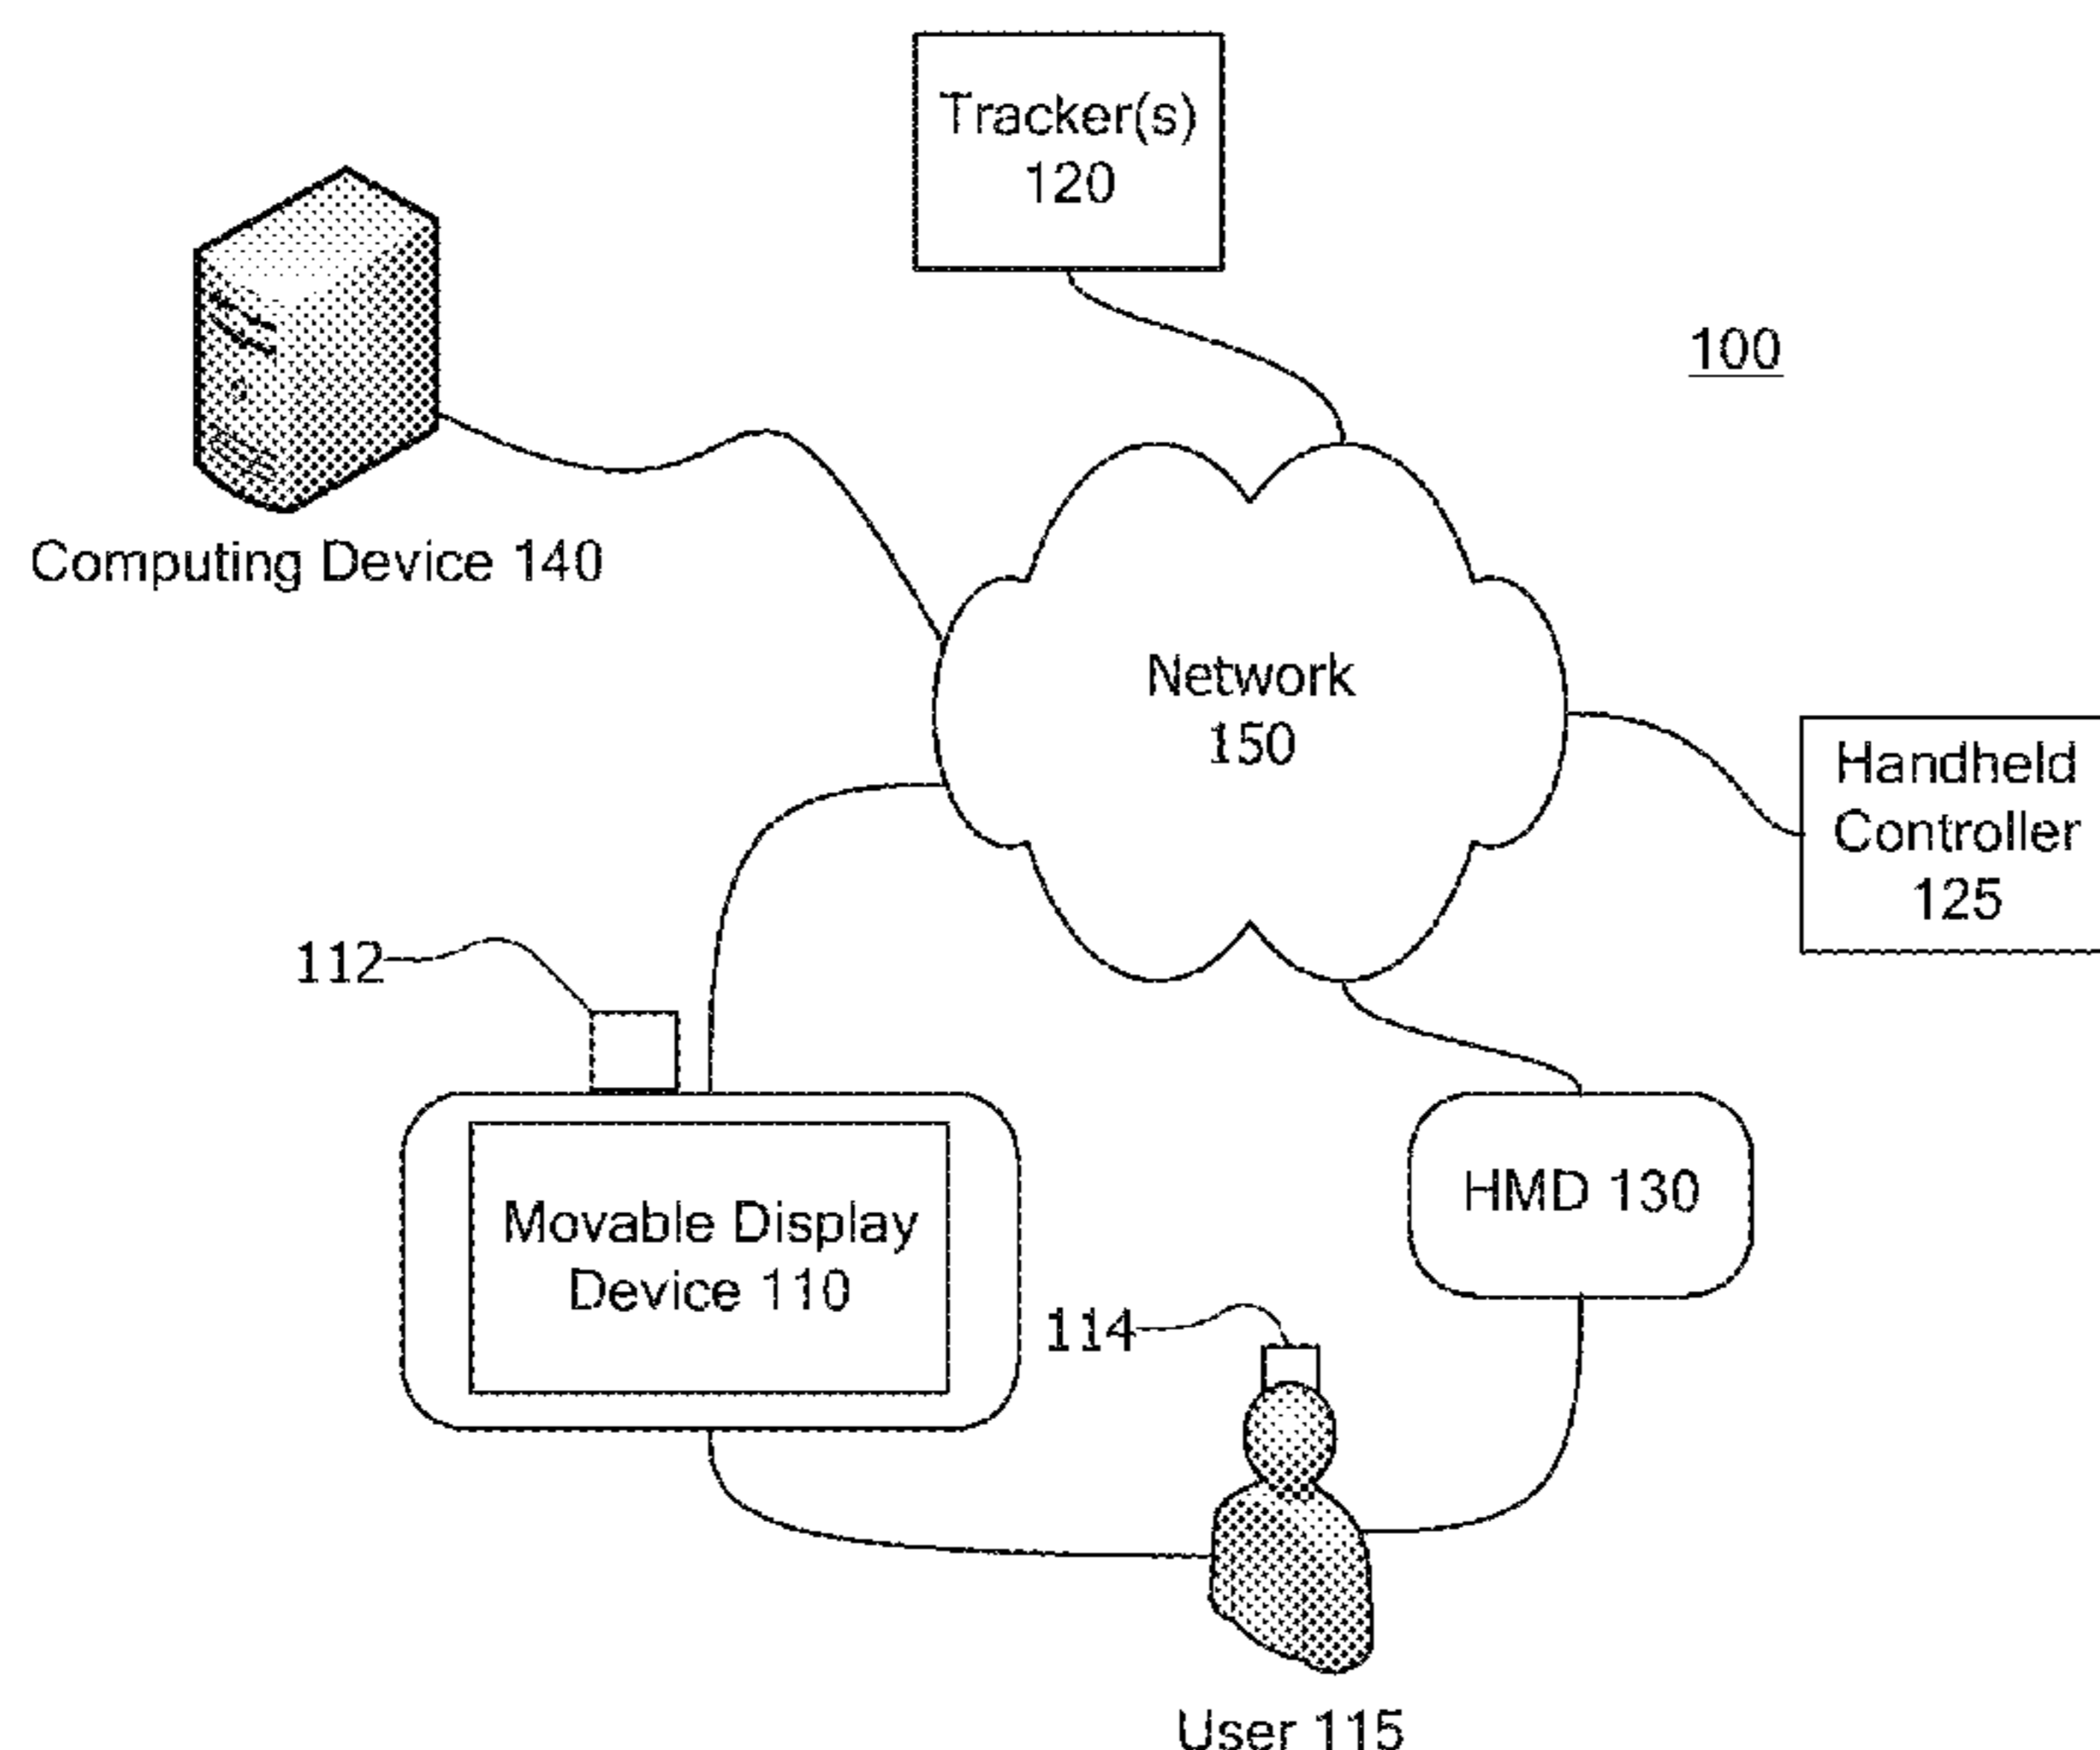 Tracker(s)
120
100
Computing Device 140
Network
150
Handheld
Controller
125
112
Movable Display
Device 110
HMD 130
114
User 115